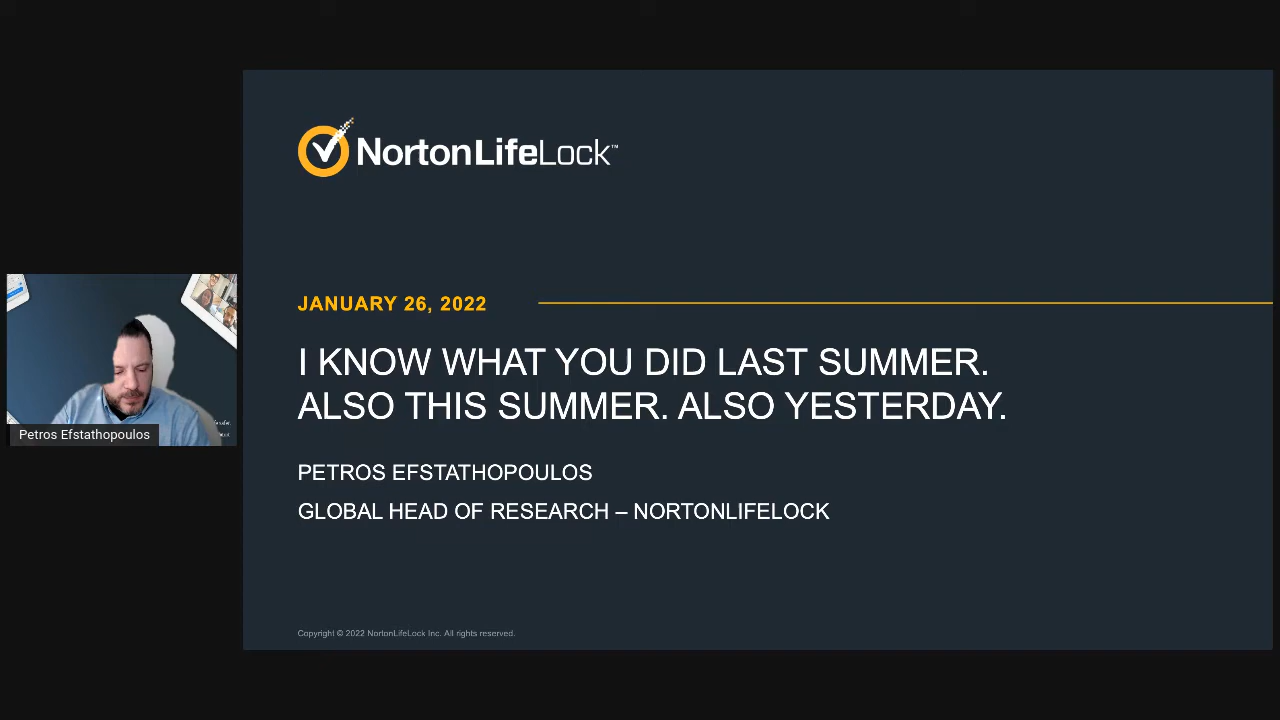 NortonLifeLock™
JANUARY 26, 2022
I KNOW WHAT YOU DID LAST SUMMER.
ALSO THIS SUMMER. ALSO YESTERDAY.
PETROS EFSTATHOPOULOS
GLOBAL HEAD OF RESEARCH – NORTONLIFELOCK
Copyright © 2022 NortonLifeLock Inc. All rights reserved.
Petros Efstathopoulos